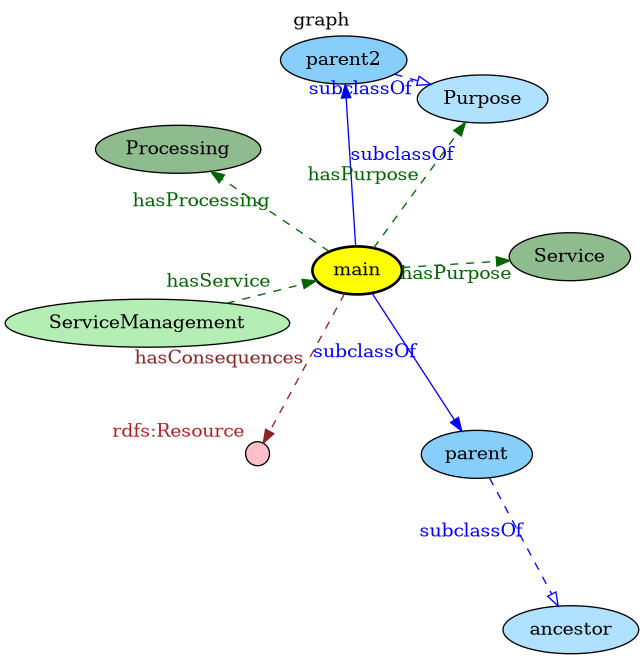 graph
parent2
subclassOf
Purpose
Processing
subclassOf
hasPurpose
hasProcessing
Service
main
hasPurpose
hasService
ServiceManagement
subclassOf
hasConsequences
rdfs:Resource
parent
subclassOf
ancestor